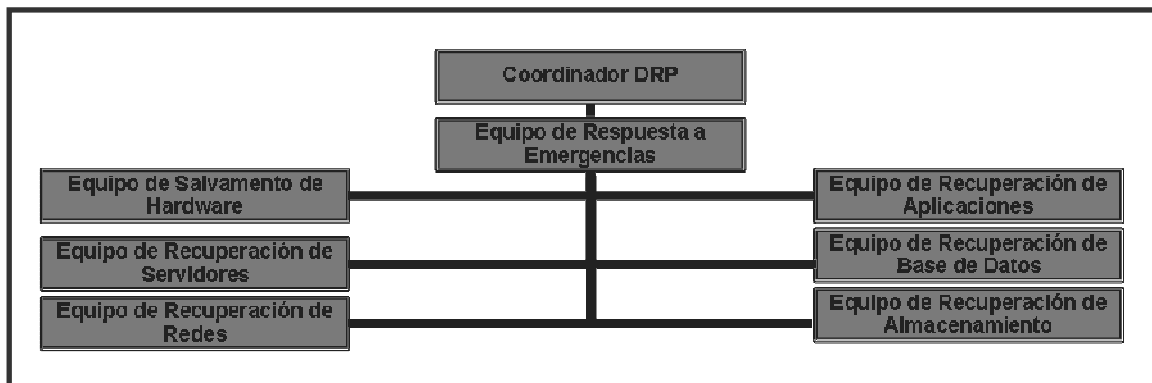 Coordinador DRP
Equipo de Respuesta a
Emergencias
Equipo de Salvamento de
Hardware
Equipo de Recuperación de
Aplicaciones
Equipo de Recuperación de
Servidores
Equipo de Recuperación de
Base de Datos
Equipo de Recuperación de
Redes
Equipo de Recuperación de
Almacenamiento